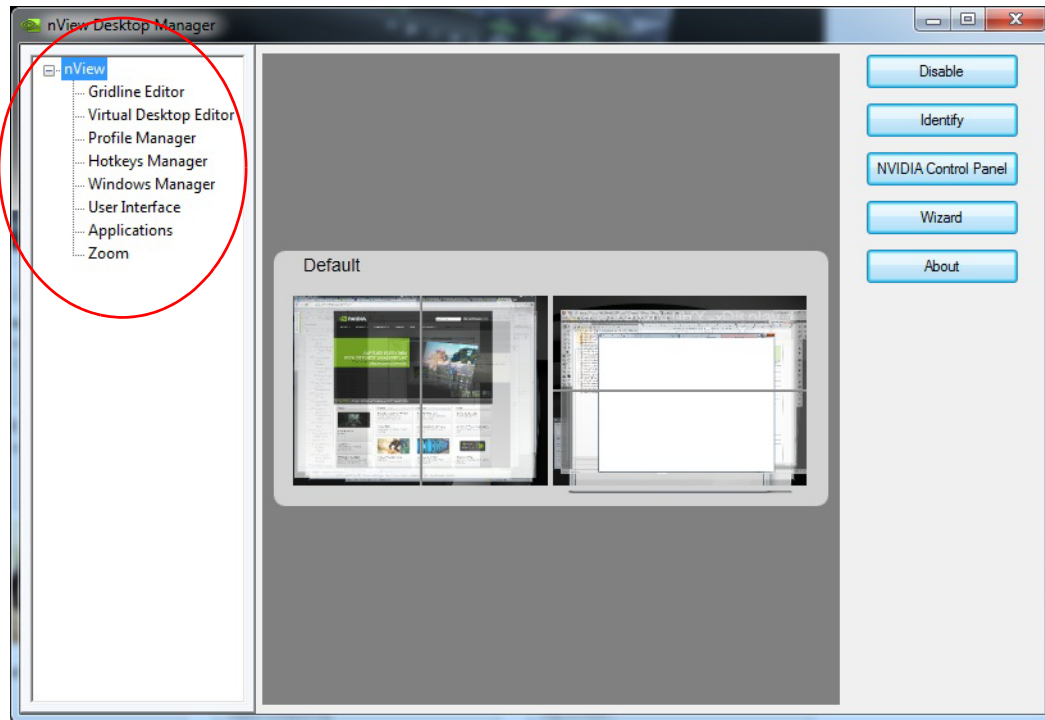 nView Desktop Manager
nView
Gridline Editor
Virtual Desktop Editor
Profile Manager
Hotkeys Manager
Windows Manager
User Interface
Applications
Zoom
Default
nVIDIA
Disable
Identify
NVIDIA Control Panel
Wizard
About